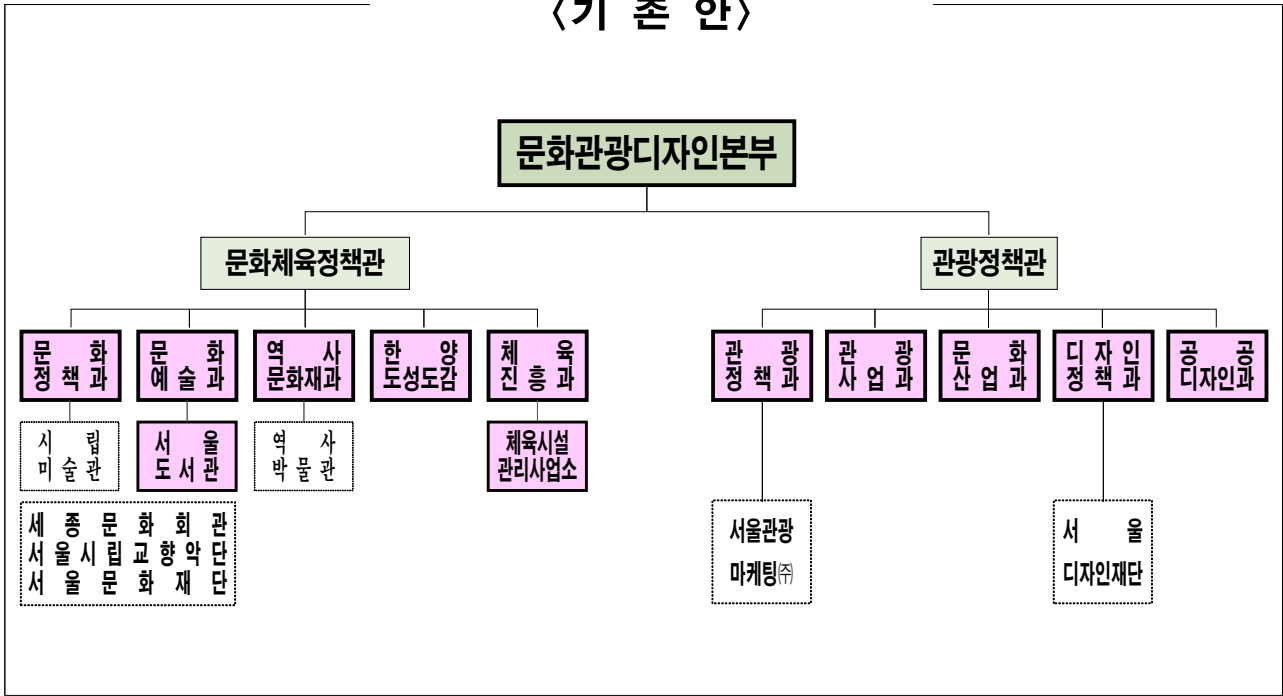 〈기 존 안〉
문화관광디자인본부
문화체육정책관
관광정책관
문 화
정 책 과
문 화
예 술 과
역 사
문화재과
한 양
도성도감
체 육
진 흥 과
관 광
정 책 과
관 광
사 업 과
문 화
산 업 과
디 자 인
정 책 과
공 공
디자인과
시 립
미 술 관
서 울
도 서 관
역 사
박 물 관
체육시설
관리사업소
세 종 문 화 회 관
서 울 시 립 교 향 악 단
서 울 문 화 재 단
서울관광
마케팅㈜
서 울
디자인재단